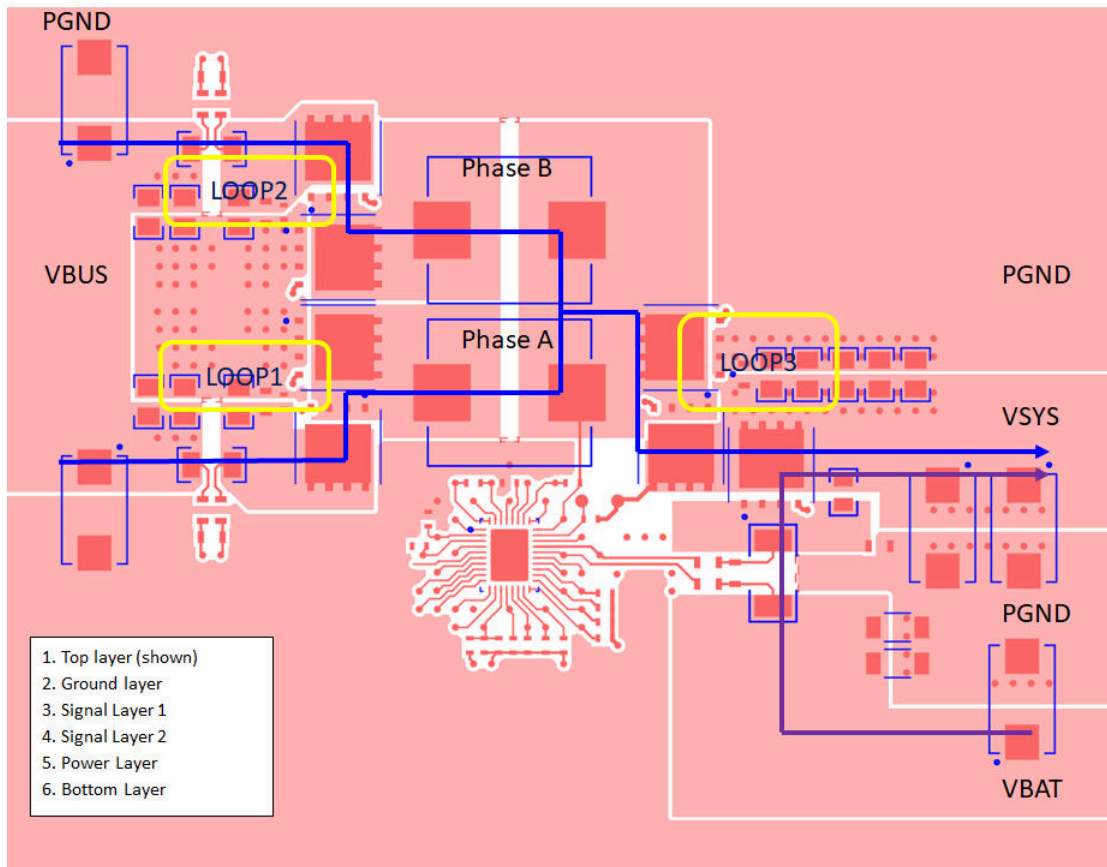 PGND
LOOP2
Phase B
VBUS
PGND
Phase A
LOOP1
LOOP3
VSYS
PGND
1. Top layer (shown)
2. Ground layer
3. Signal Layer 1
4. Signal Layer 2
5. Power Layer
6. Bottom Layer
VBAT